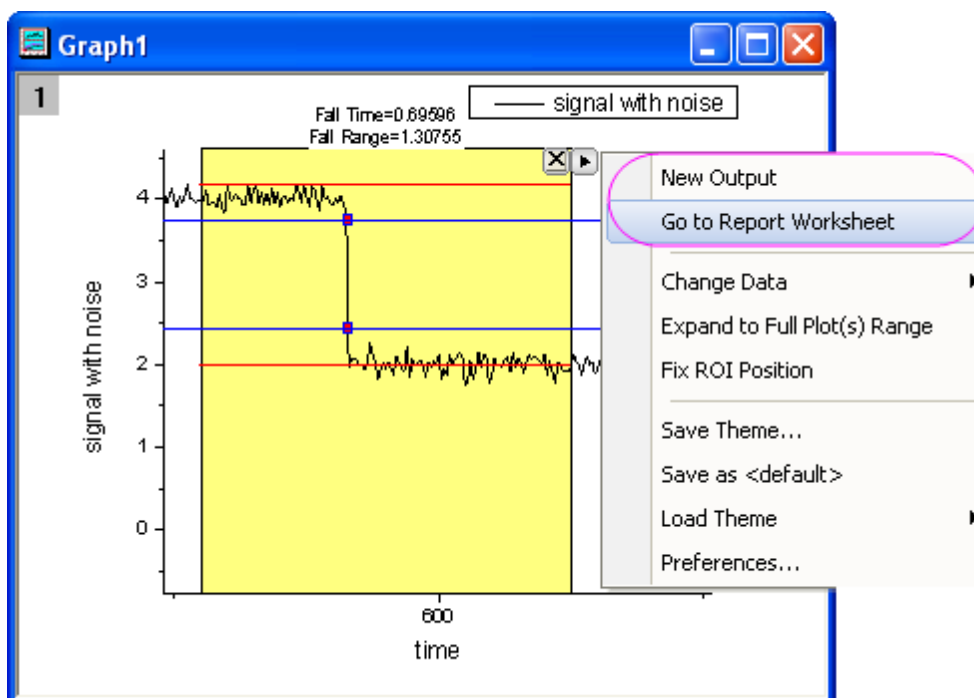 Graph1
1
signal with noise
Fall Time=0.69596
Fall Range=1.30755
New Output
Go to Report Worksheet
Change Data
Expand to Full Plot(s) Range
Fix ROI Position
Save Theme...
Save as <default>
Load Theme
Preferences...
signal with noise
4
3
2
1
0
600
time